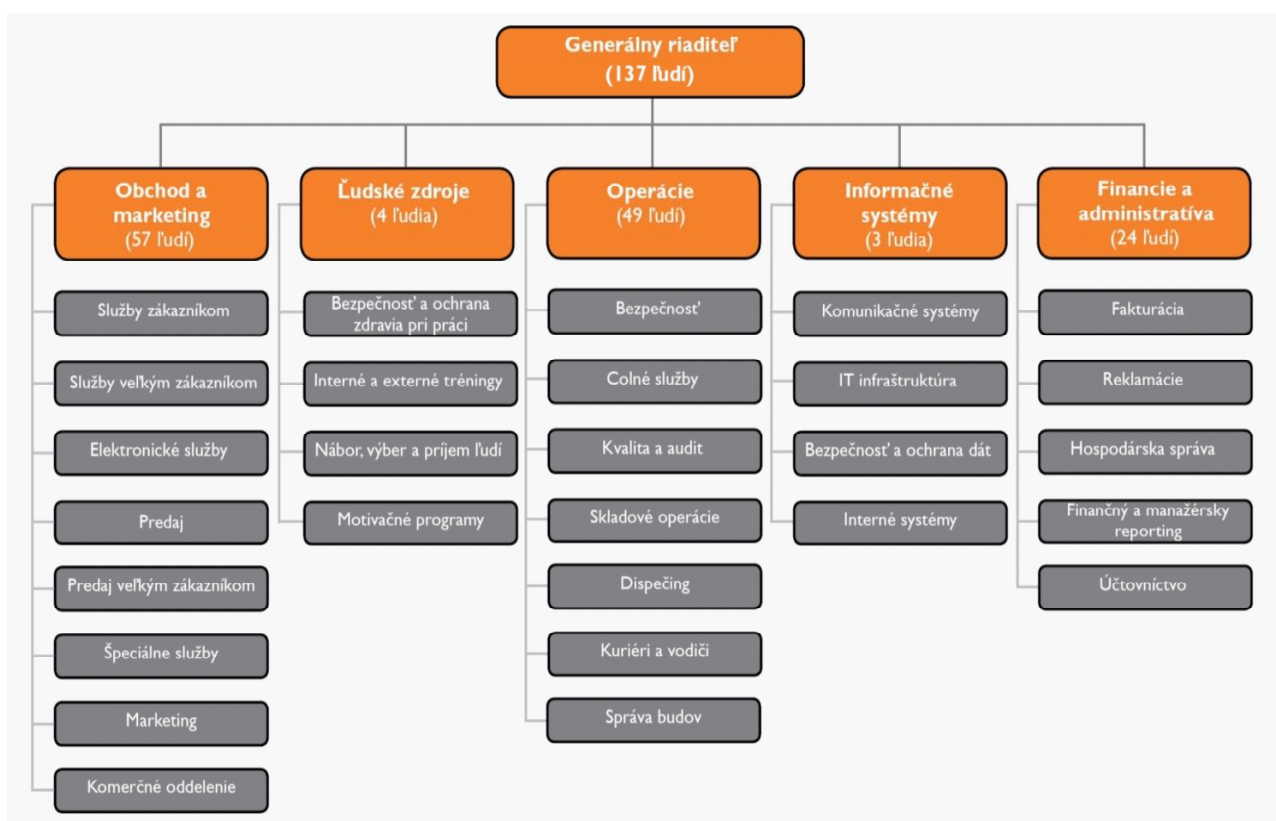 Generálny riaditeľ
(137 ľudí)
Obchod a
marketing
(57 ľudí)
Služby zákazníkom
Služby veľkým zákazníkom
Elektronické služby
Predaj
Predaj veľkým zákazníkom
Špeciálne služby
Marketing
Komerčné oddelenie
Ľudské zdroje
(4 ľudia)
Bezpečnosť a ochrana
zdravia pri práci
Interné a externé tréningy
Nábor, výber a príjem ľudí
Motivačné programy
Operácie
(49 ľudí)
Bezpečnosť
Colné služby
Kvalita a audit
Skladové operácie
Dispečing
Kuriéri a vodiči
Správa budov
Informačné
systémy
(3 ľudia)
Komunikačné systémy
IT infraštruktúra
Bezpečnosť a ochrana dát
Interné systémy
Financie a
administratíva
(24 ľudí)
Fakturácia
Reklamácie
Hospodárska správa
Finančný a manažérsky
reporting
Účtovníctvo